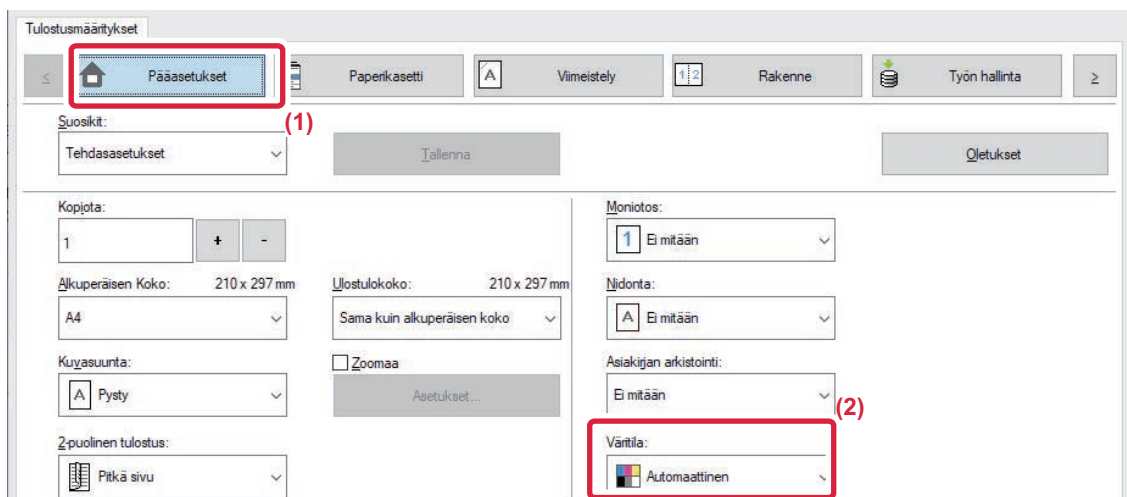 Tulostusmääritykset
< Pääasetukset Paperikasetti A Viimeistely 1 2 Rakenne Työn hallinta >
(1)
Suosikit:
Tehdasasetukset Tallenna Oletukset
Kopiota: Moniotos:
1 + - 1 Ei mitään
Alkuperäisen Koko: 210 x 297 mm Ulostulokoko: 210 x 297 mm Nidonta:
A4 Sama kuin alkuperäisen koko A Ei mitään
Kuvasuunta: Zoomaa Asiakirjan arkistointi:
A Pysty Asetukset... Ei mitään
(2)
2-puolinen tulostus: Väritila:
Pitkä sivu Automaattinen